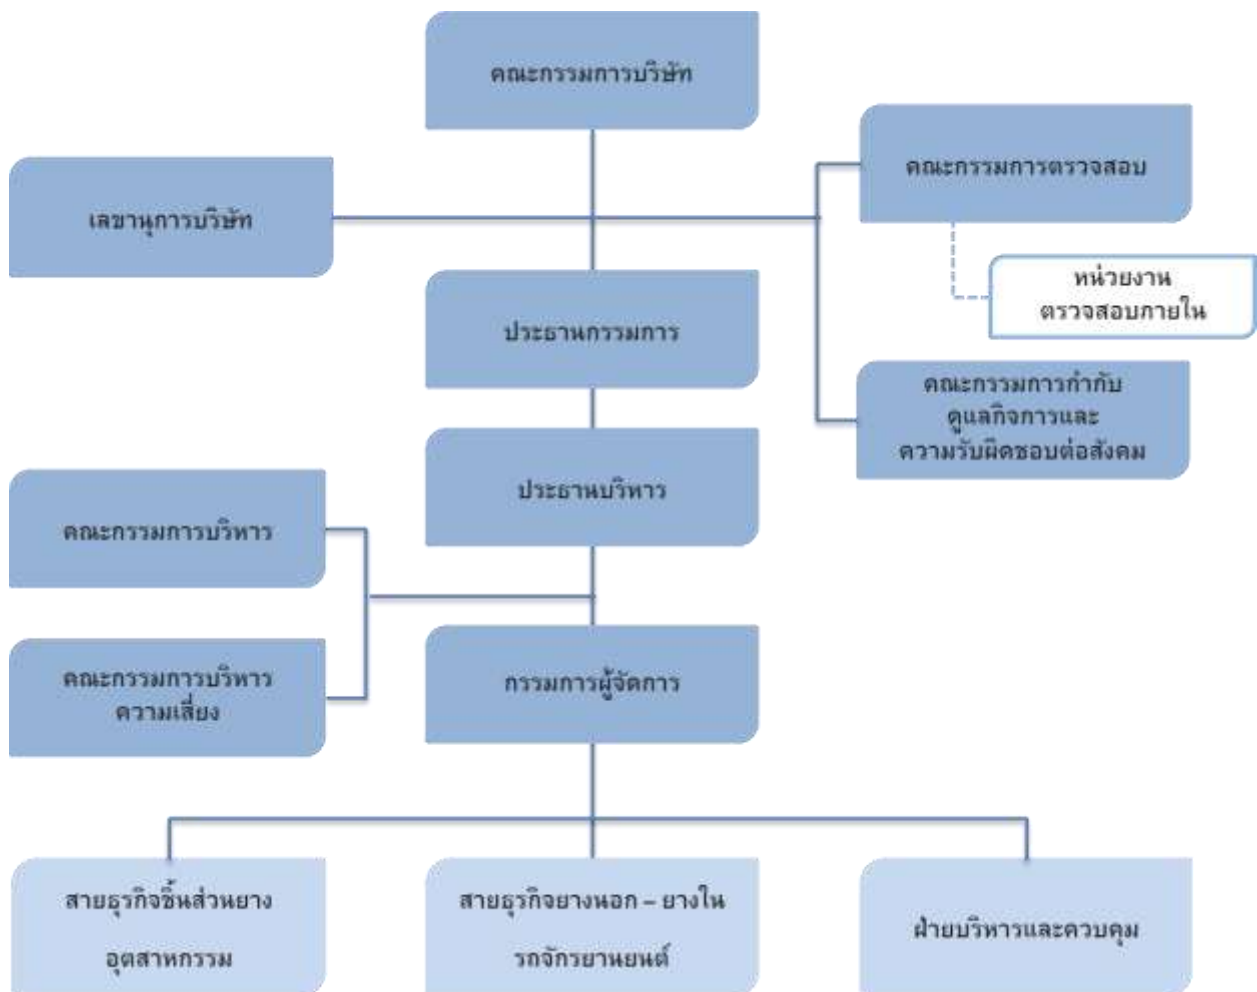 คณะกรรมการบริษัท
คณะกรรมการตรวจสอบ
เลขานุการบริษัท
หน่วยงาน
ตรวจสอบภายใน
ประธานกรรมการ
คณะกรรมการกำกับ
ดูแลกิจการและ
ความรับผิดชอบต่อสังคม
ประธานบริหาร
คณะกรรมการบริหาร
คณะกรรมการบริหาร
ความเสี่ยง
กรรมการผู้จัดการ
สายธุรกิจชิ้นส่วนยาง
อุตสาหกรรม
สายธุรกิจยางนอก – ยางใน
รถจักรยานยนต์
ฝ่ายบริหารและควบคุม